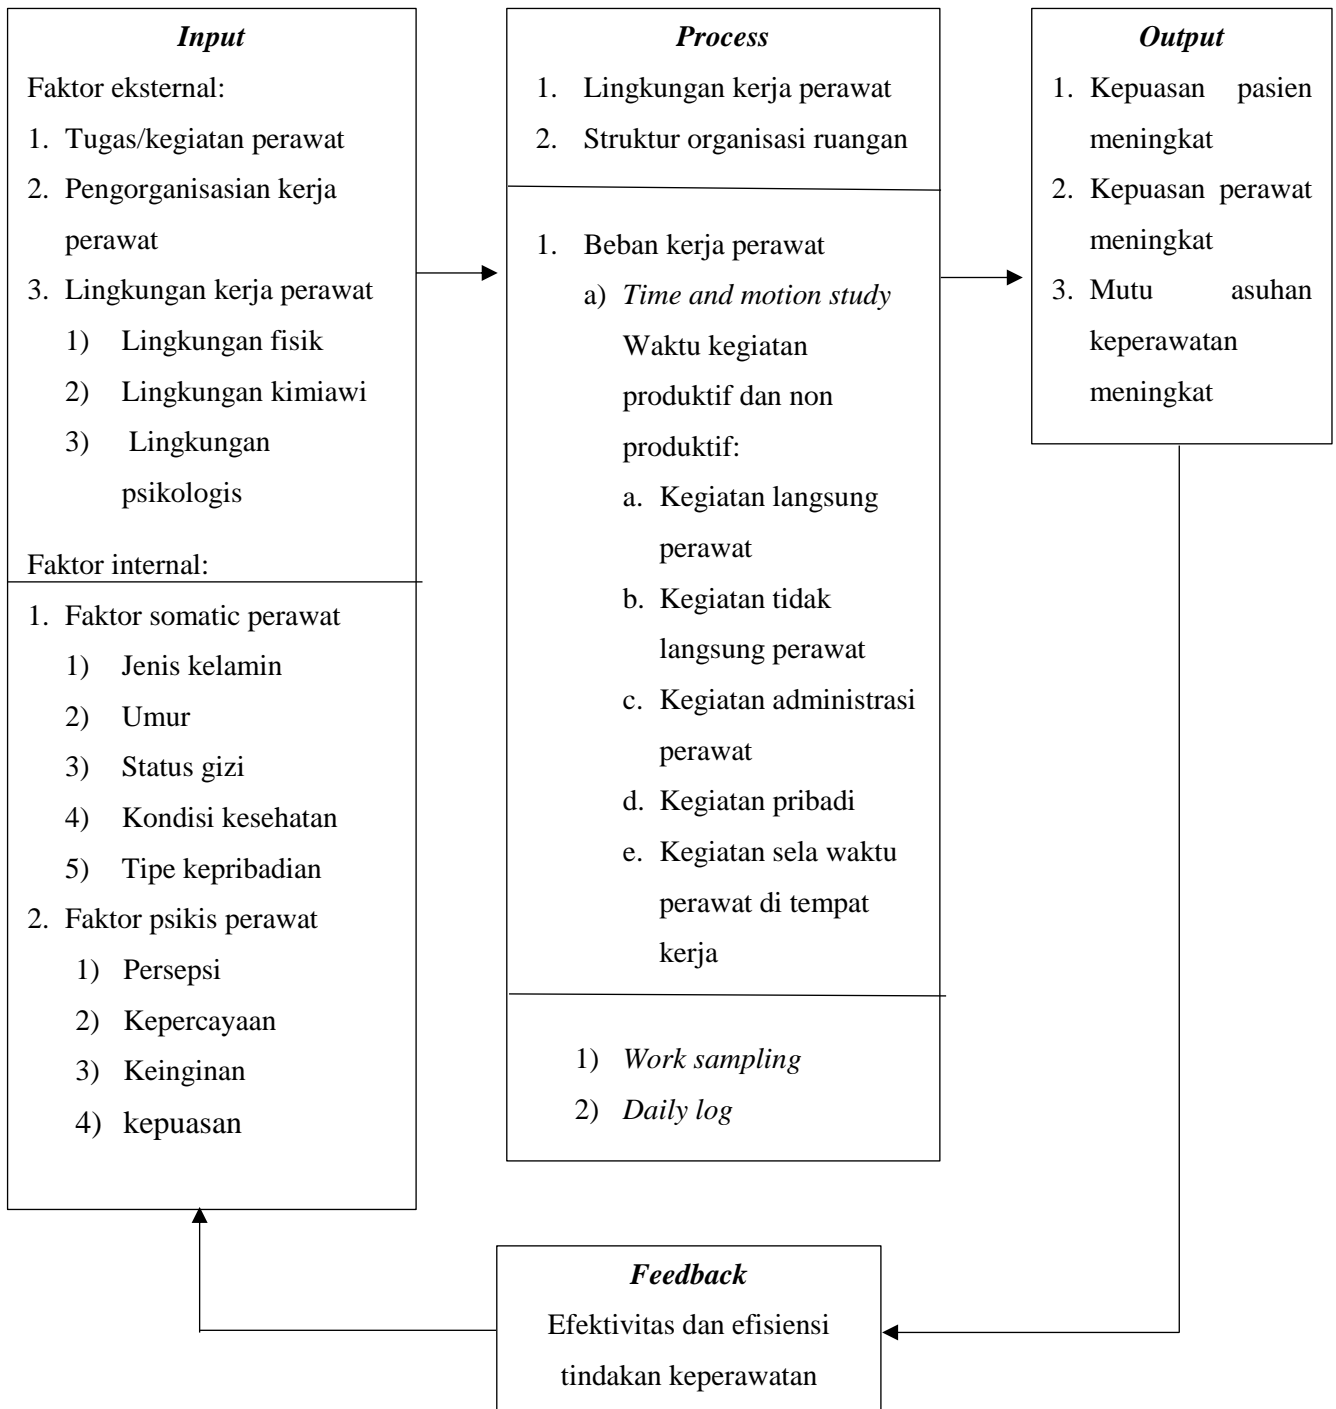 Input
Faktor eksternal:
1. Tugas/kegiatan perawat
2. Pengorganisasian kerja
perawat
3. Lingkungan kerja perawat
1) Lingkungan fisik
2) Lingkungan kimiawi
3) Lingkungan
psikologis
Faktor internal:
1. Faktor somatic perawat
1) Jenis kelamin
2) Umur
3) Status gizi
4) Kondisi kesehatan
5) Tipe kepribadian
2. Faktor psikis perawat
1) Persepsi
2) Kepercayaan
3) Keinginan
4) kepuasan
Process
1. Lingkungan kerja perawat
2. Struktur organisasi ruangan
1. Beban kerja perawat
a) Time and motion study
Waktu kegiatan
produktif dan non
produktif:
a. Kegiatan langsung
perawat
b. Kegiatan tidak
langsung perawat
c. Kegiatan administrasi
perawat
d. Kegiatan pribadi
e. Kegiatan sela waktu
perawat di tempat
kerja
1) Work sampling
2) Daily log
Output
1. Kepuasan pasien
meningkat
2. Kepuasan perawat
meningkat
3. Mutu asuhan
keperawatan
meningkat
Feedback
Efektivitas dan efisiensi
tindakan keperawatan